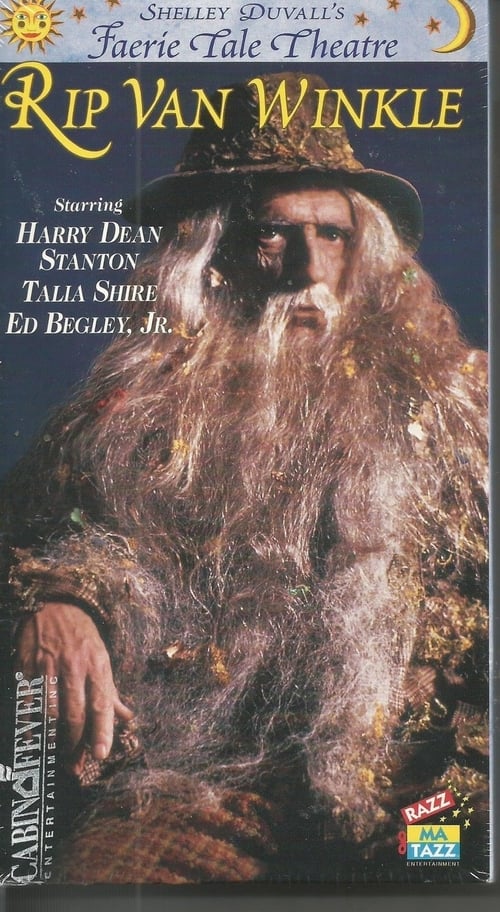 SHELLEY DUVALL'S
Faerie Tale Theatre
RIP VAN WINKLE
Starring
HARRY DEAN
STANTON
TALIA SHIRE
ED BEGLEY, JR.
CABIN FEVER®
ENTERTAINMENT INC
RAZZ
MA
TAZZ
ENTERTAINMENT